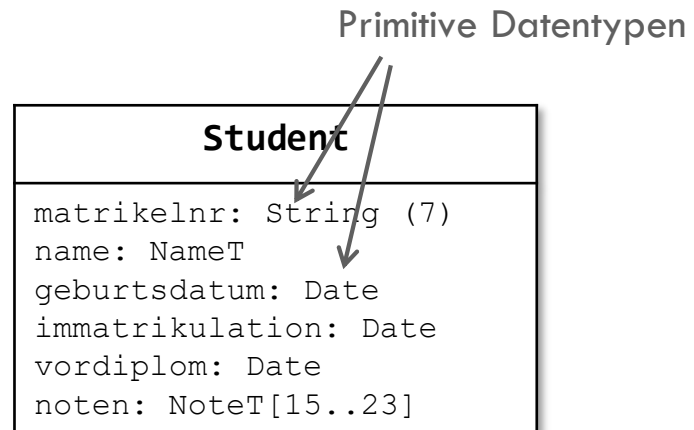 Primitive Datentypen
Student
matrikelnr: String (7)
name: NameT
geburtsdatum: Date
immatrikulation: Date
vordiplom: Date
noten: NoteT[15..23]